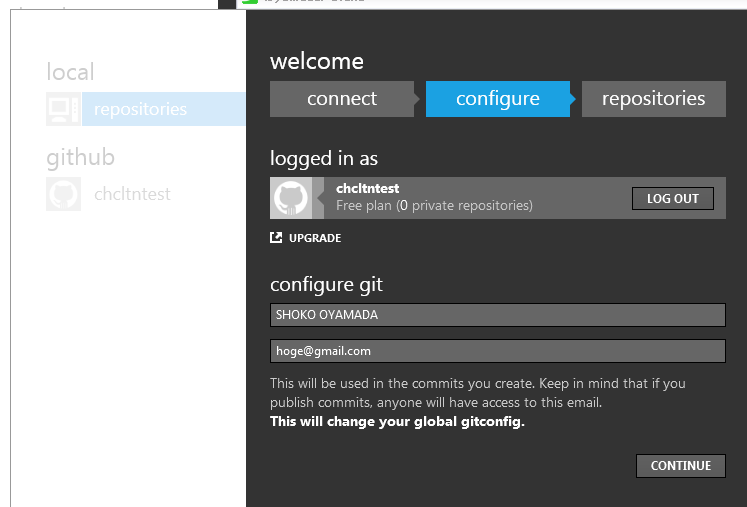 local
repositories
github
chcltntest
welcome
connect
configure
repositories
logged in as
chcltntest
Free plan (0 private repositories)
LOG OUT
UPGRADE
configure git
SHOKO OYAMADA
hoge@gmail.com
This will be used in the commits you create. Keep in mind that if you
publish commits, anyone will have access to this email.
This will change your global gitconfig.
CONTINUE